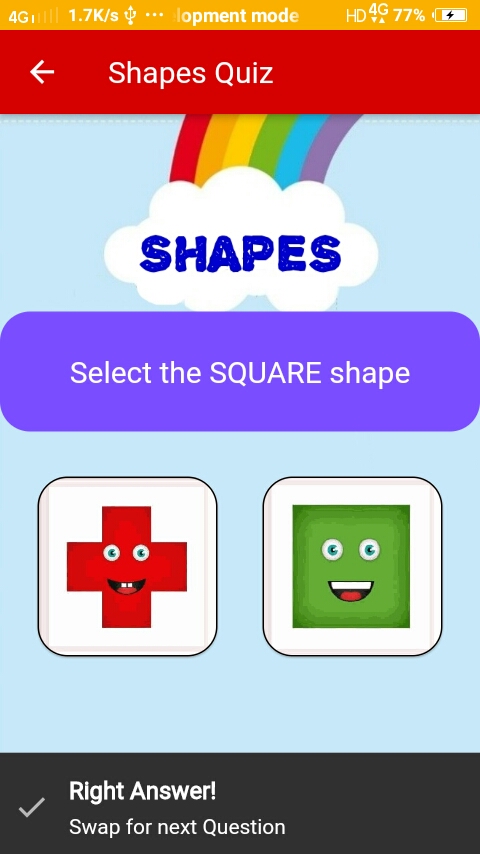 4G 1.7K/s ... lopment mode HD 4G 77%
Shapes Quiz
SHAPES
Select the SQUARE shape
Right Answer!
Swap for next Question